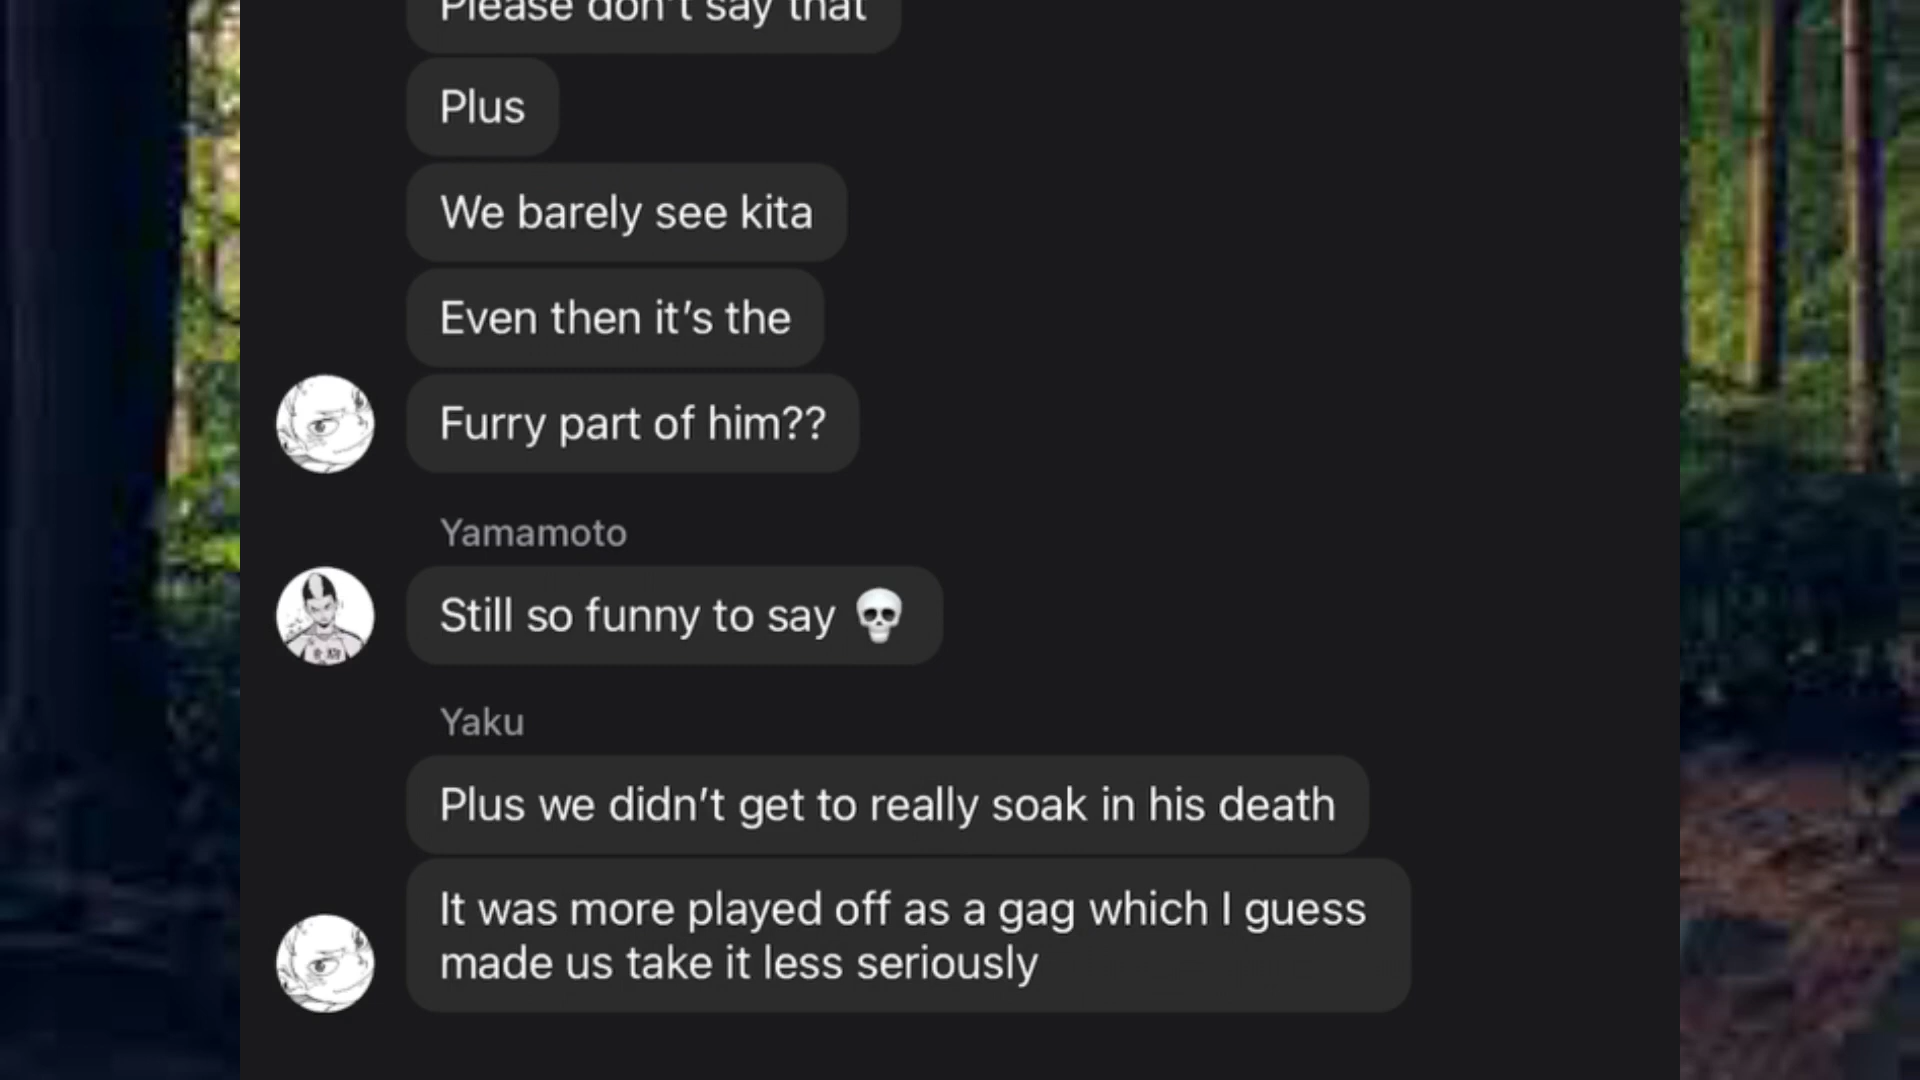 Please don't say that
Plus
We barely see kita
Even then it's the
Furry part of him??
Yamamoto
Still so funny to say 💀
Yaku
Plus we didn't get to really soak in his death
It was more played off as a gag which I guess
made us take it less seriously